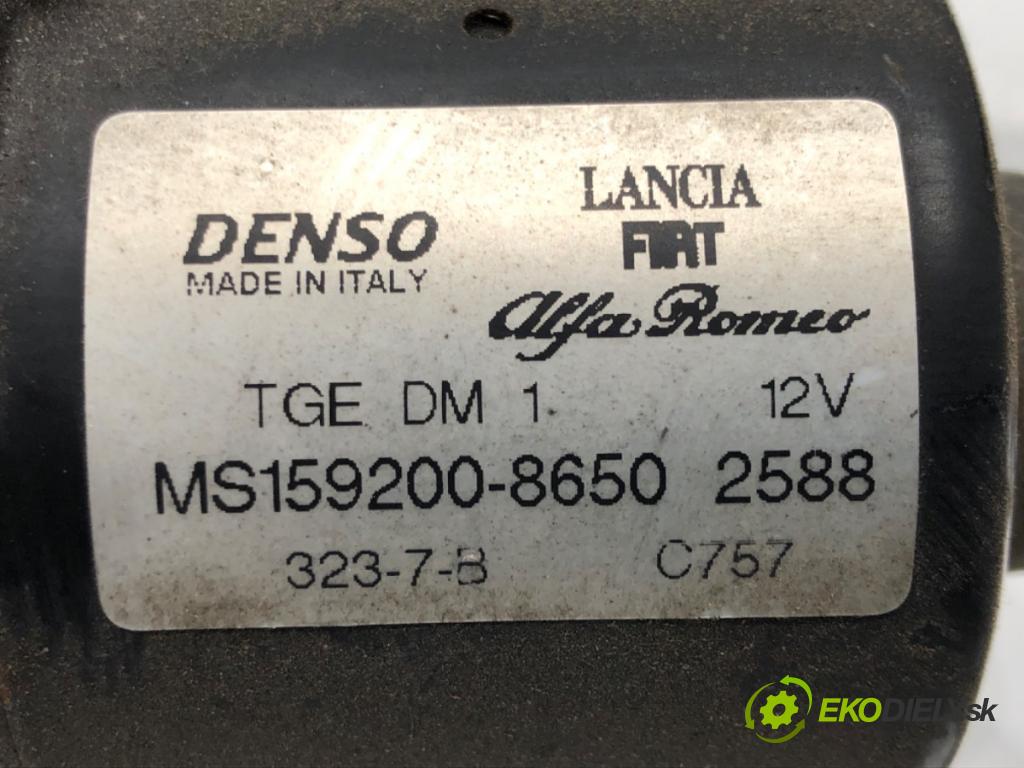 DENSO
MADE IN ITALY
LANCIA
FIAT
Alfa Romeo
TGE DM 1 12V
MS159200-8650 2588
323-7-B C757
EKODIELY.sk